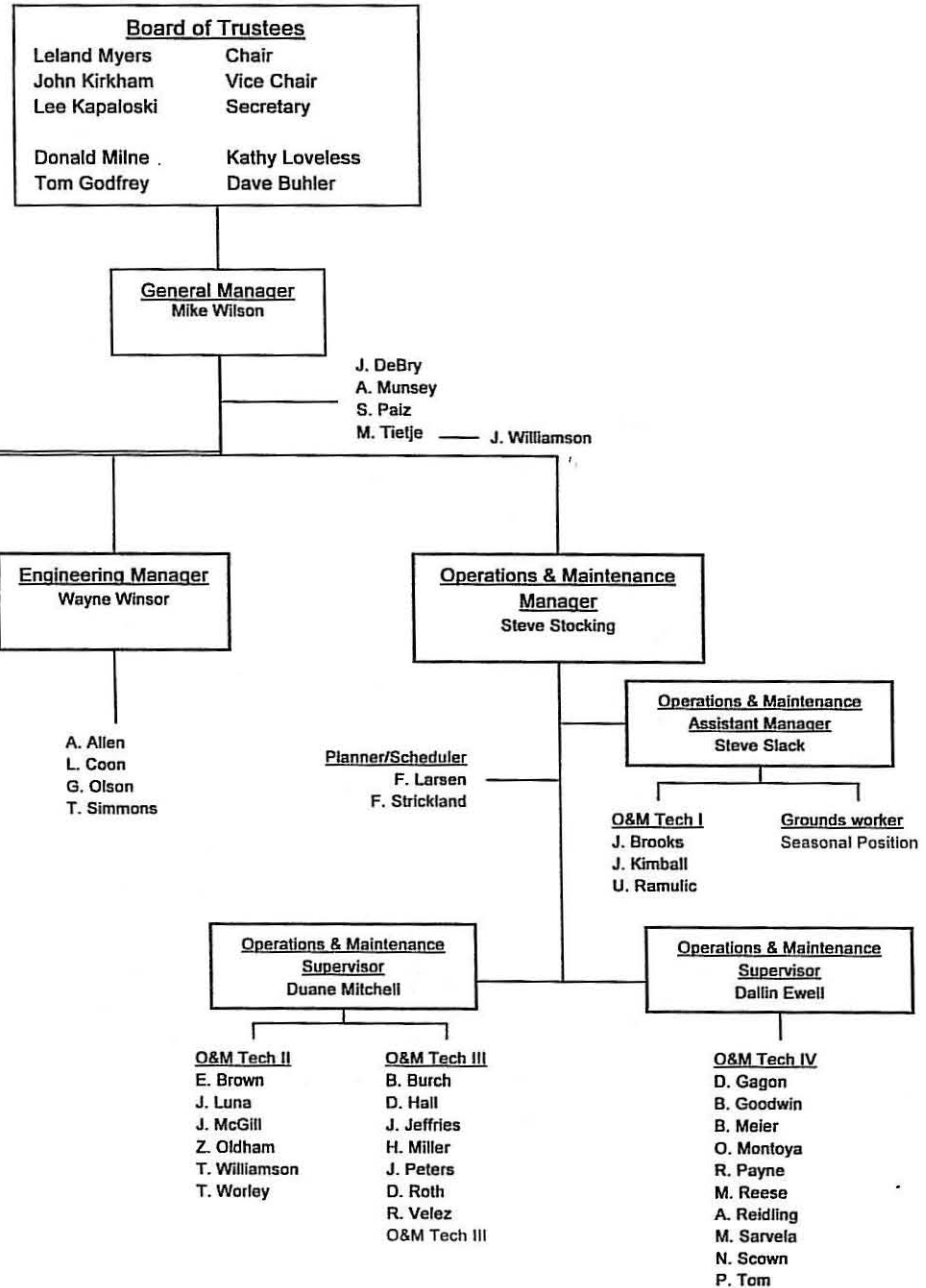 Board of Trustees
Leland Myers Chair
John Kirkham Vice Chair
Lee Kapaloski Secretary
Donald Milne Kathy Loveless
Tom Godfrey Dave Buhler
General Manager
Mike Wilson
J. DeBry
A. Munsey
S. Paiz
M. Tietje
J. Williamson
Engineering Manager
Wayne Winsor
A. Allen
L. Coon
G. Olson
T. Simmons
Operations & Maintenance
Manager
Steve Stocking
Operations & Maintenance
Assistant Manager
Steve Slack
Planner/Scheduler
F. Larsen
F. Strickland
O&M Tech I
J. Brooks
J. Kimball
U. Ramulic
Grounds worker
Seasonal Position
Operations & Maintenance
Supervisor
Duane Mitchell
Operations & Maintenance
Supervisor
Dallin Ewell
O&M Tech II
E. Brown
J. Luna
J. McGill
Z. Oldham
T. Williamson
T. Worley
O&M Tech III
B. Burch
D. Hall
J. Jeffries
H. Miller
J. Peters
D. Roth
R. Velez
O&M Tech III
O&M Tech IV
D. Gagon
B. Goodwin
B. Meier
O. Montoya
R. Payne
M. Reese
A. Reidling
M. Sarvela
N. Scown
P. Tom